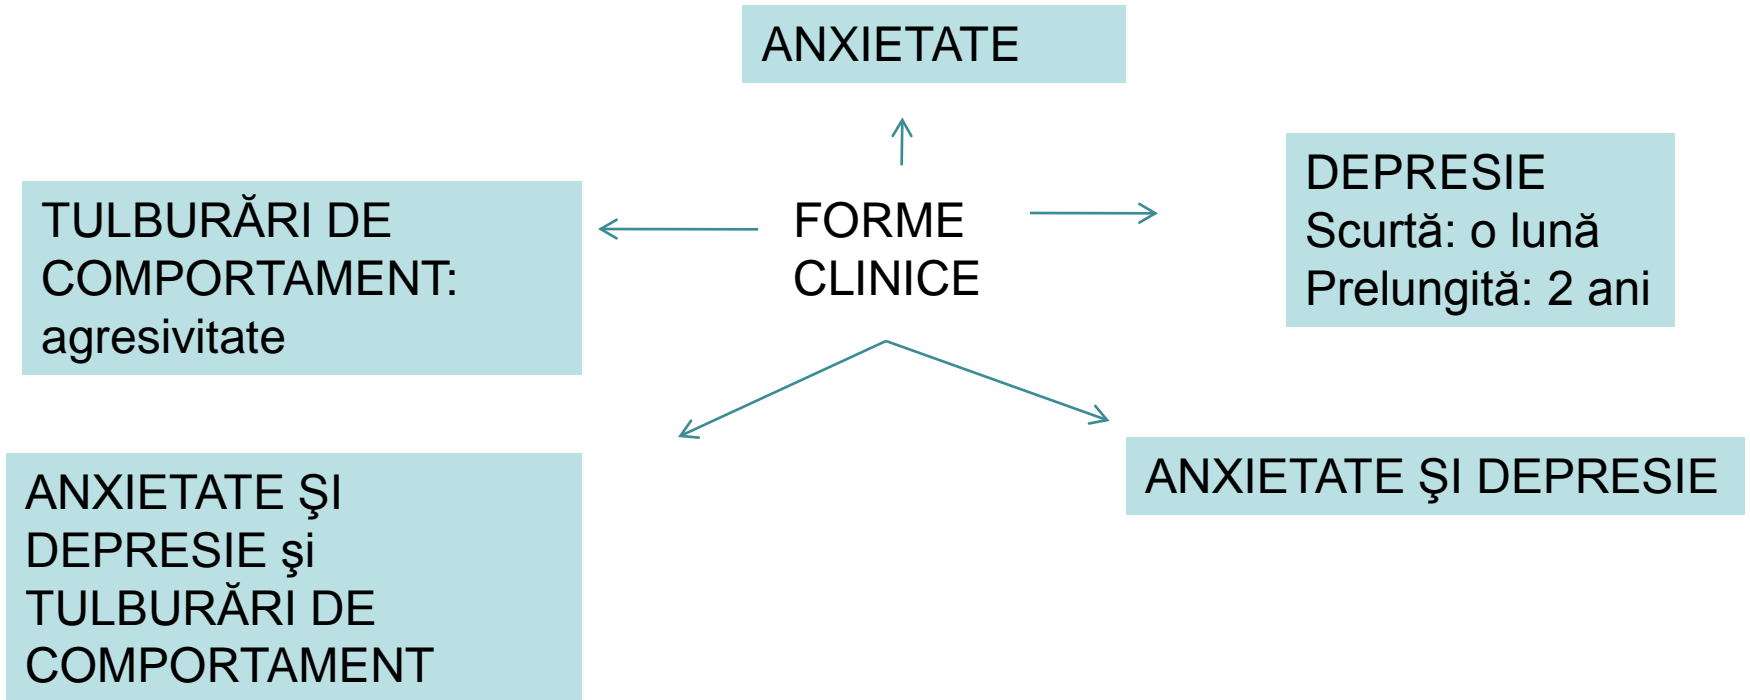 ANXIETATE
TULBURĂRI DE
COMPORTAMENT:
agresivitate
FORME
CLINICE
DEPRESIE
Scurtă: o lună
Prelungită: 2 ani
ANXIETATE ŞI
DEPRESIE şi
TULBURĂRI DE
COMPORTAMENT
ANXIETATE ŞI DEPRESIE